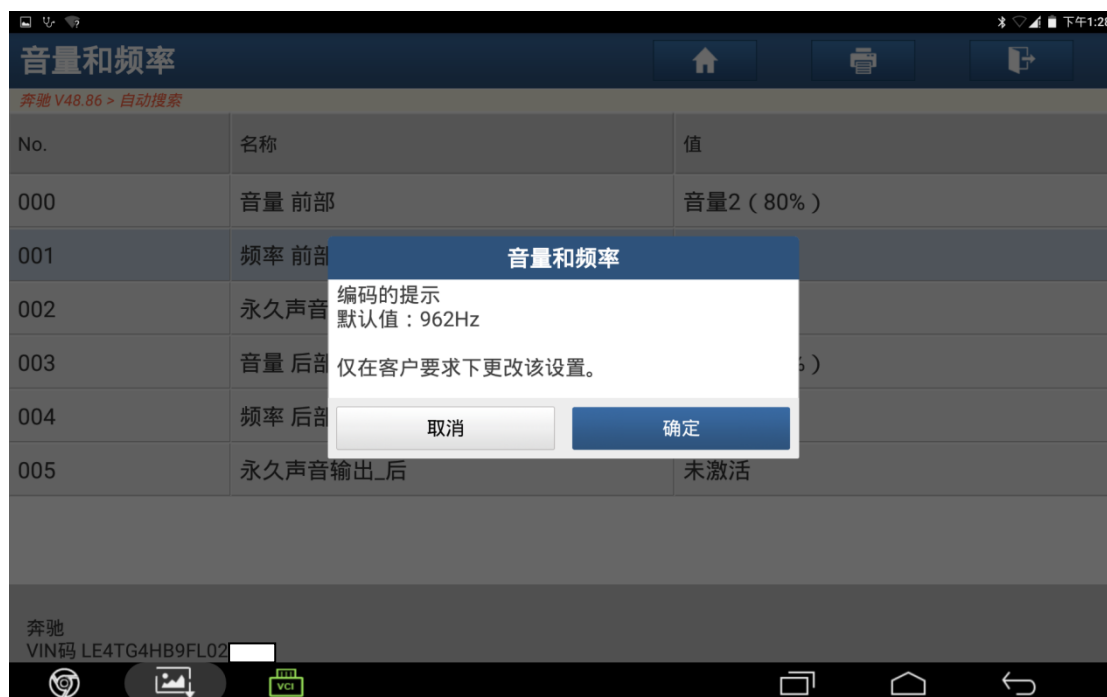 下午1:28
音量和频率
奔驰 V48.86 > 自动搜索
No. 名称 值
000 音量 前部 音量2 ( 80% )
001 频率 前部
音量和频率
编码的提示
默认值:962Hz
仅在客户要求下更改该设置。
取消 确定
002 永久声音
003 音量 后部 )
004 频率 后部
005 永久声音输出_后 未激活
奔驰
VIN码 LE4TG4HB9FL02
VCI